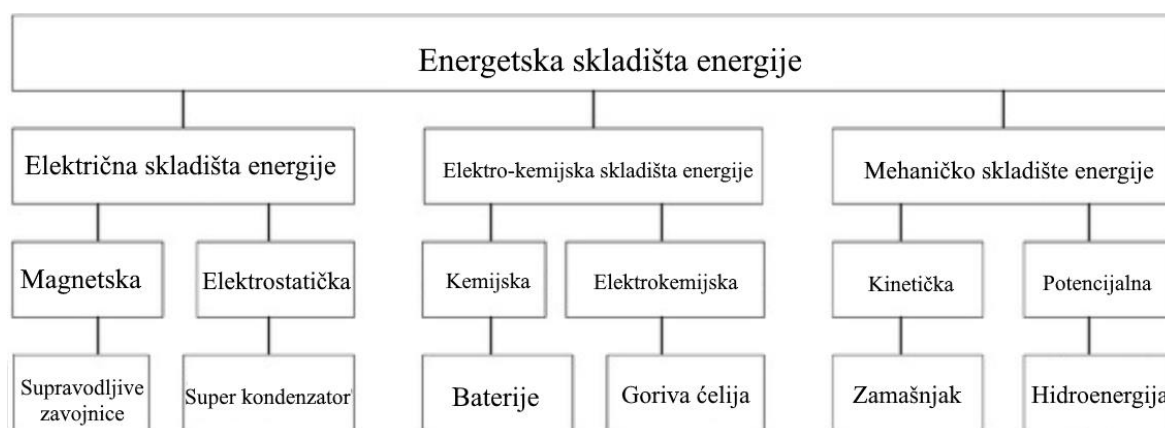 Energetska skladišta energije
Električna skladišta energije
Elektro-kemijska skladišta energije
Mehaničko skladište energije
Magnetska
Elektrostatička
Kemijska
Elektrokemijska
Kinetička
Potencijalna
Supravodljive
zavojnice
Super kondenzator
Baterije
Goriva ćelija
Zamašnjak
Hidroenergija